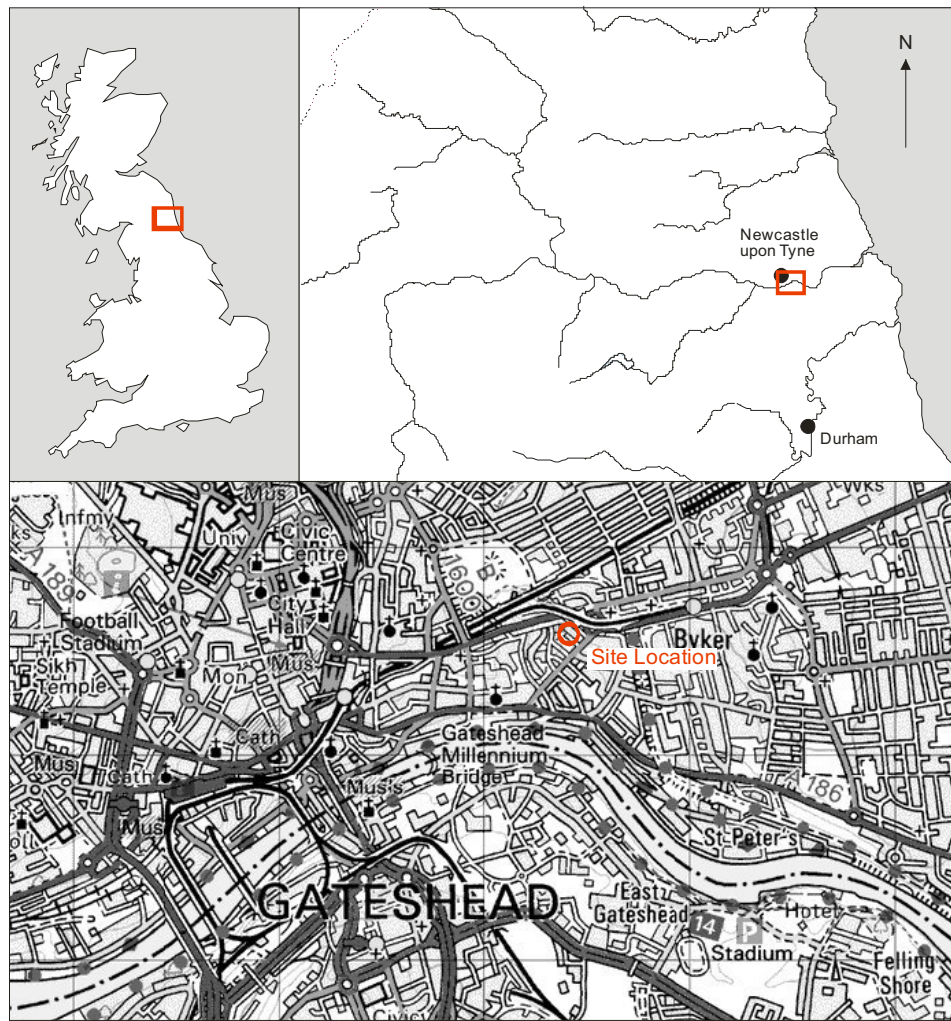 N
Newcastle
upon Tyne
Durham
Mus
Wks
Infmy
Univ
Civic
Centre
A 189
B 1600
City
Hall
Football
Stadium
Mus
Byker
Site Location
Sikh
Temple
Mon
Cath
Gateshead
Millennium
Bridge
Mus
Cath
Mus's
A 186
Mus
St Peter's
GATESHEAD
East
Gateshead
Hotel
14
P
Stadium
Felling
Shore
Civic